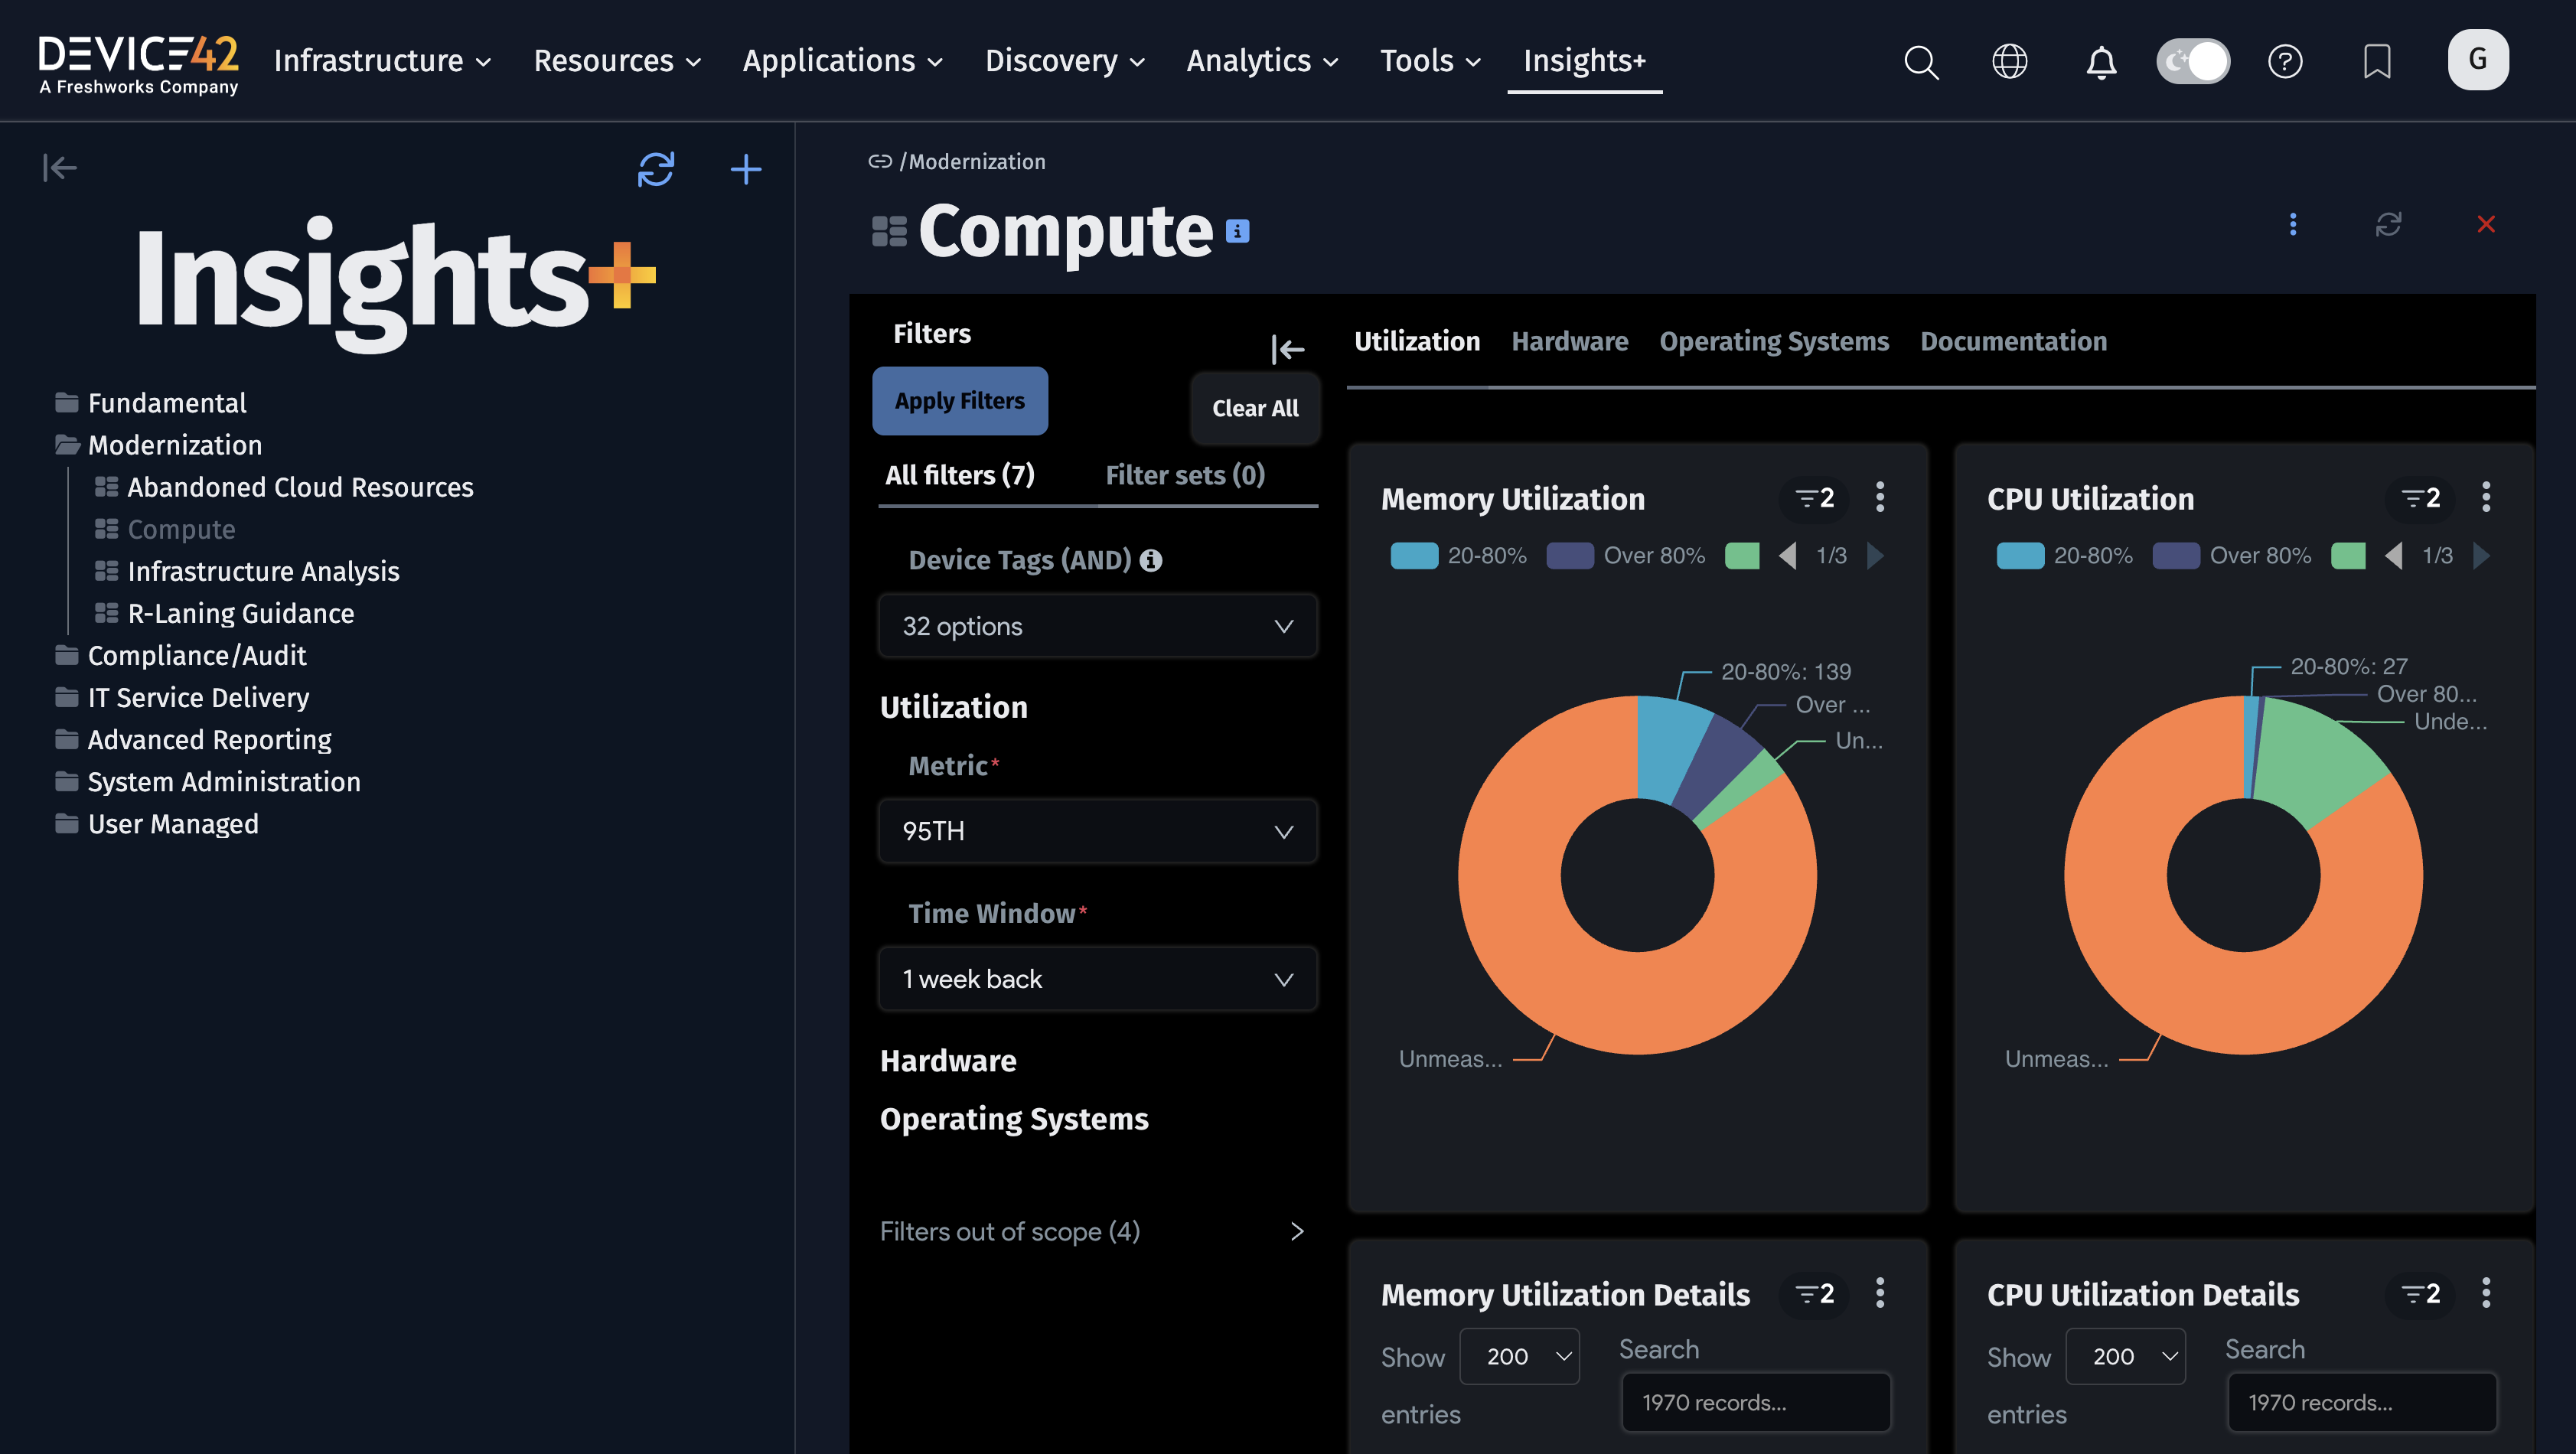 DEVICE42
A Freshworks Company
Infrastructure
Resources
Applications
Discovery
Analytics
Tools
Insights+
G
Insights+
Fundamental
Modernization
Abandoned Cloud Resources
Compute
Infrastructure Analysis
R-Laning Guidance
Compliance/Audit
IT Service Delivery
Advanced Reporting
System Administration
User Managed
/Modernization
Compute
Filters
Apply Filters
Clear All
All filters (7)
Filter sets (0)
Device Tags (AND)
32 options
Utilization
Metric*
95TH
Time Window*
1 week back
Hardware
Operating Systems
Filters out of scope (4)
Utilization
Hardware
Operating Systems
Documentation
Memory Utilization
2
20-80%
Over 80%
1/3
20-80%: 139
Over ...
Un...
Unmeas...
CPU Utilization
2
20-80%
Over 80%
1/3
20-80%: 27
Over 80...
Unde...
Unmeas...
Memory Utilization Details
2
Show 200 entries
Search
1970 records...
CPU Utilization Details
2
Show 200 entries
Search
1970 records...